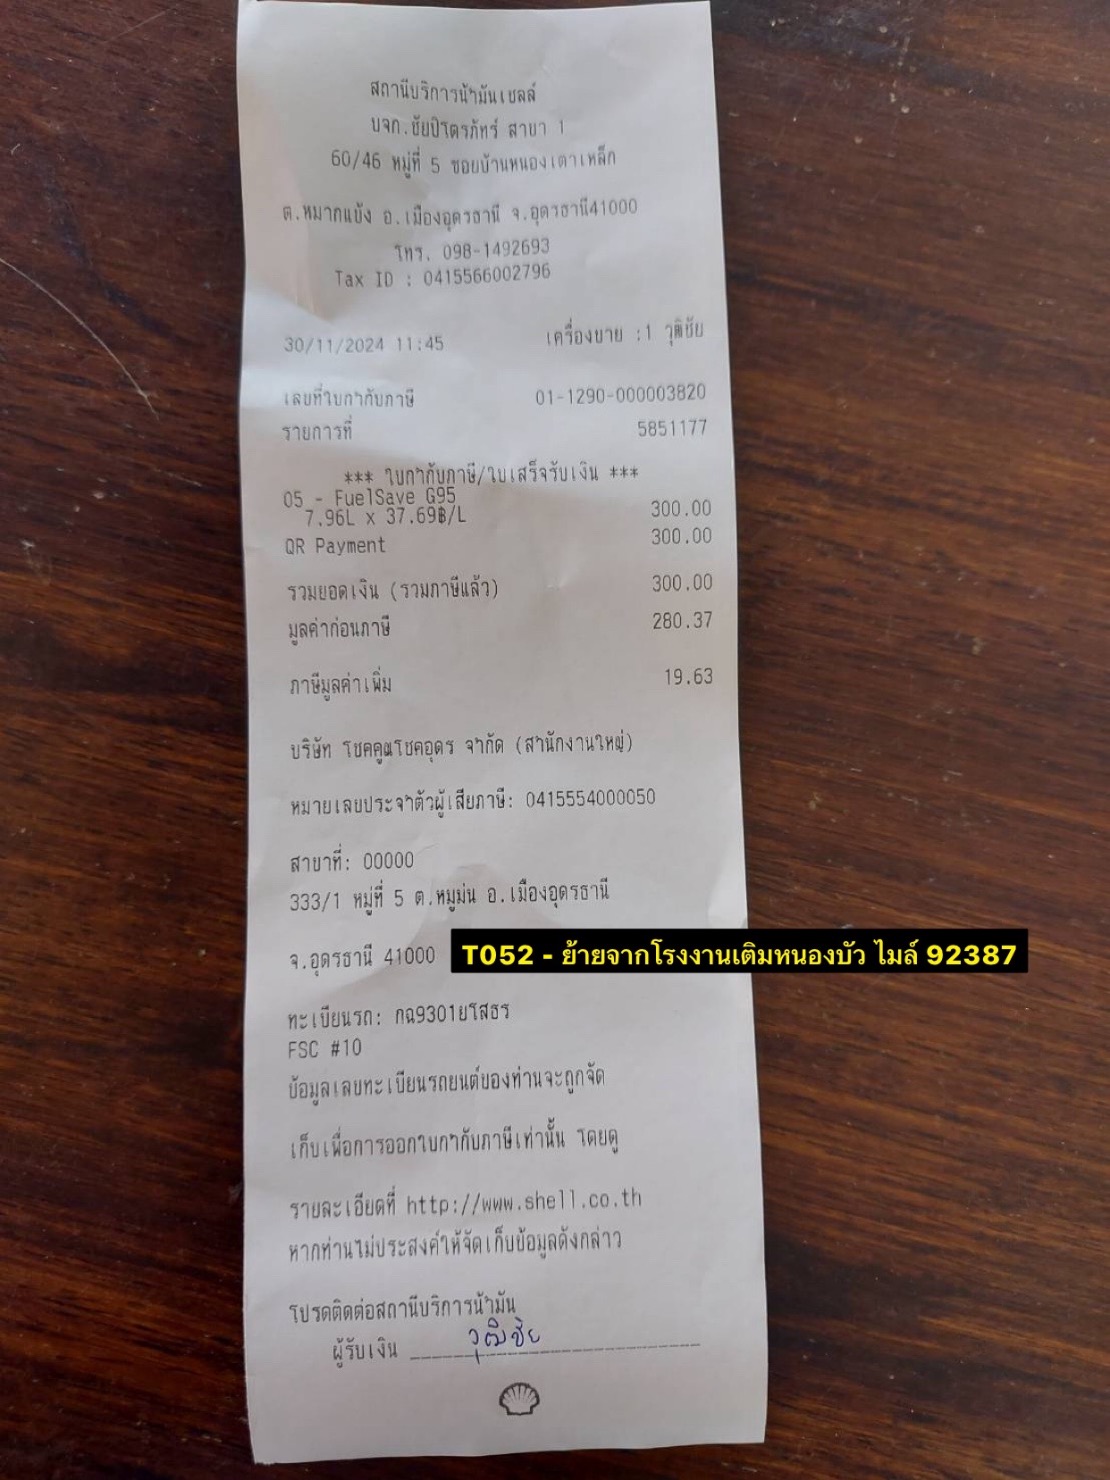 สถานีบริการน้ำมันเชลล์
บจก.ชัยปิโตรภัทร์ สาขา 1
60/46 หมู่ที่ 5 ซอยบ้านหนองเตาเหล็ก
ต.หมากแข้ง อ.เมืองอุดรธานี จ.อุดรธานี41000
โทร. 098-1492693
Tax ID : 0415566002796
30/11/2024 11:45 เครื่องขาย :1 วุฒิชัย
เลขที่ใบกำกับภาษี 01-1290-000003820
รายการที่ 5851177
*** ใบกำกับภาษี/ใบเสร็จรับเงิน ***
05 - FuelSave G95
7.96L x 37.69฿/L 300.00
QR Payment 300.00
รวมยอดเงิน (รวมภาษีแล้ว) 300.00
มูลค่าก่อนภาษี 280.37
ภาษีมูลค่าเพิ่ม 19.63
บริษัท โชคคูณโชคอุดร จำกัด (สำนักงานใหญ่)
หมายเลขประจำตัวผู้เสียภาษี: 0415554000050
สาขาที่: 00000
333/1 หมู่ที่ 5 ต.หมูม่น อ.เมืองอุดรธานี
จ.อุดรธานี 41000
T052 - ย้ายจากโรงงานเติมหนองบัว ไมล์ 92387
ทะเบียนรถ: กฉ9301ยโสธร
FSC #10
ข้อมูลเลขทะเบียนรถยนต์ของท่านจะถูกจัด
เก็บเพื่อการออกใบกำกับภาษีเท่านั้น โดยดู
รายละเอียดที่ http://www.shell.co.th
หากท่านไม่ประสงค์ให้จัดเก็บข้อมูลดังกล่าว
โปรดติดต่อสถานีบริการน้ำมัน
ผู้รับเงิน วุฒิชัย